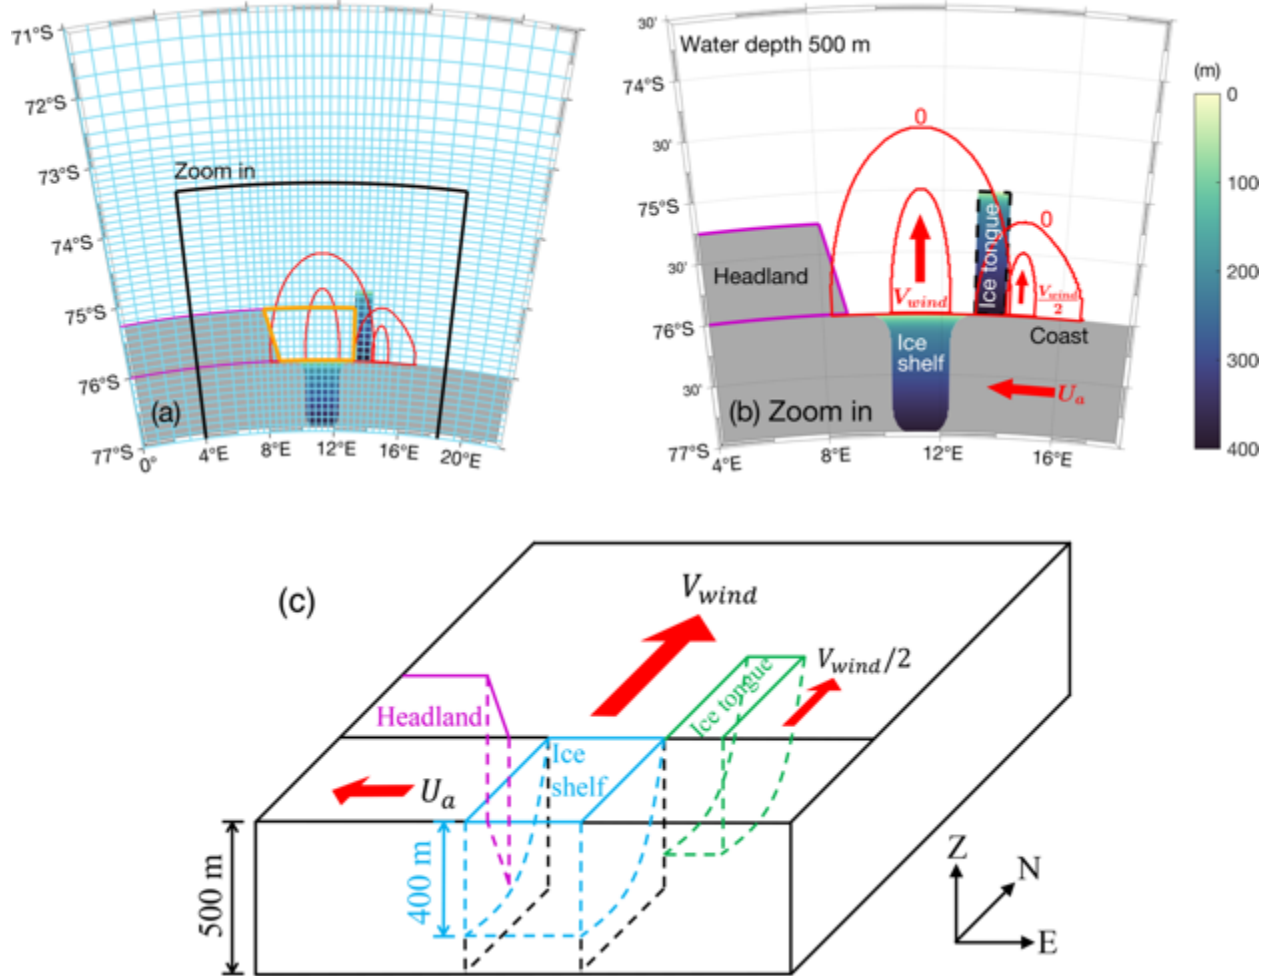 71°S
72°S
73°S
74°S
75°S
76°S
77°S
0°
4°E
8°E
12°E
16°E
20°E
Zoom in
(a)
30'
74°S
30'
75°S
30'
76°S
30'
77°S
4°E
8°E
12°E
16°E
Water depth 500 m
0
0
Headland
V_wind
Ice tongue
V_wind/2
Ice
shelf
Coast
U_a
(b) Zoom in
(m)
0
100
200
300
400
(c)
V_wind
V_wind/2
Headland
Ice tongue
Ice
shelf
U_a
500 m
400 m
Z
N
E